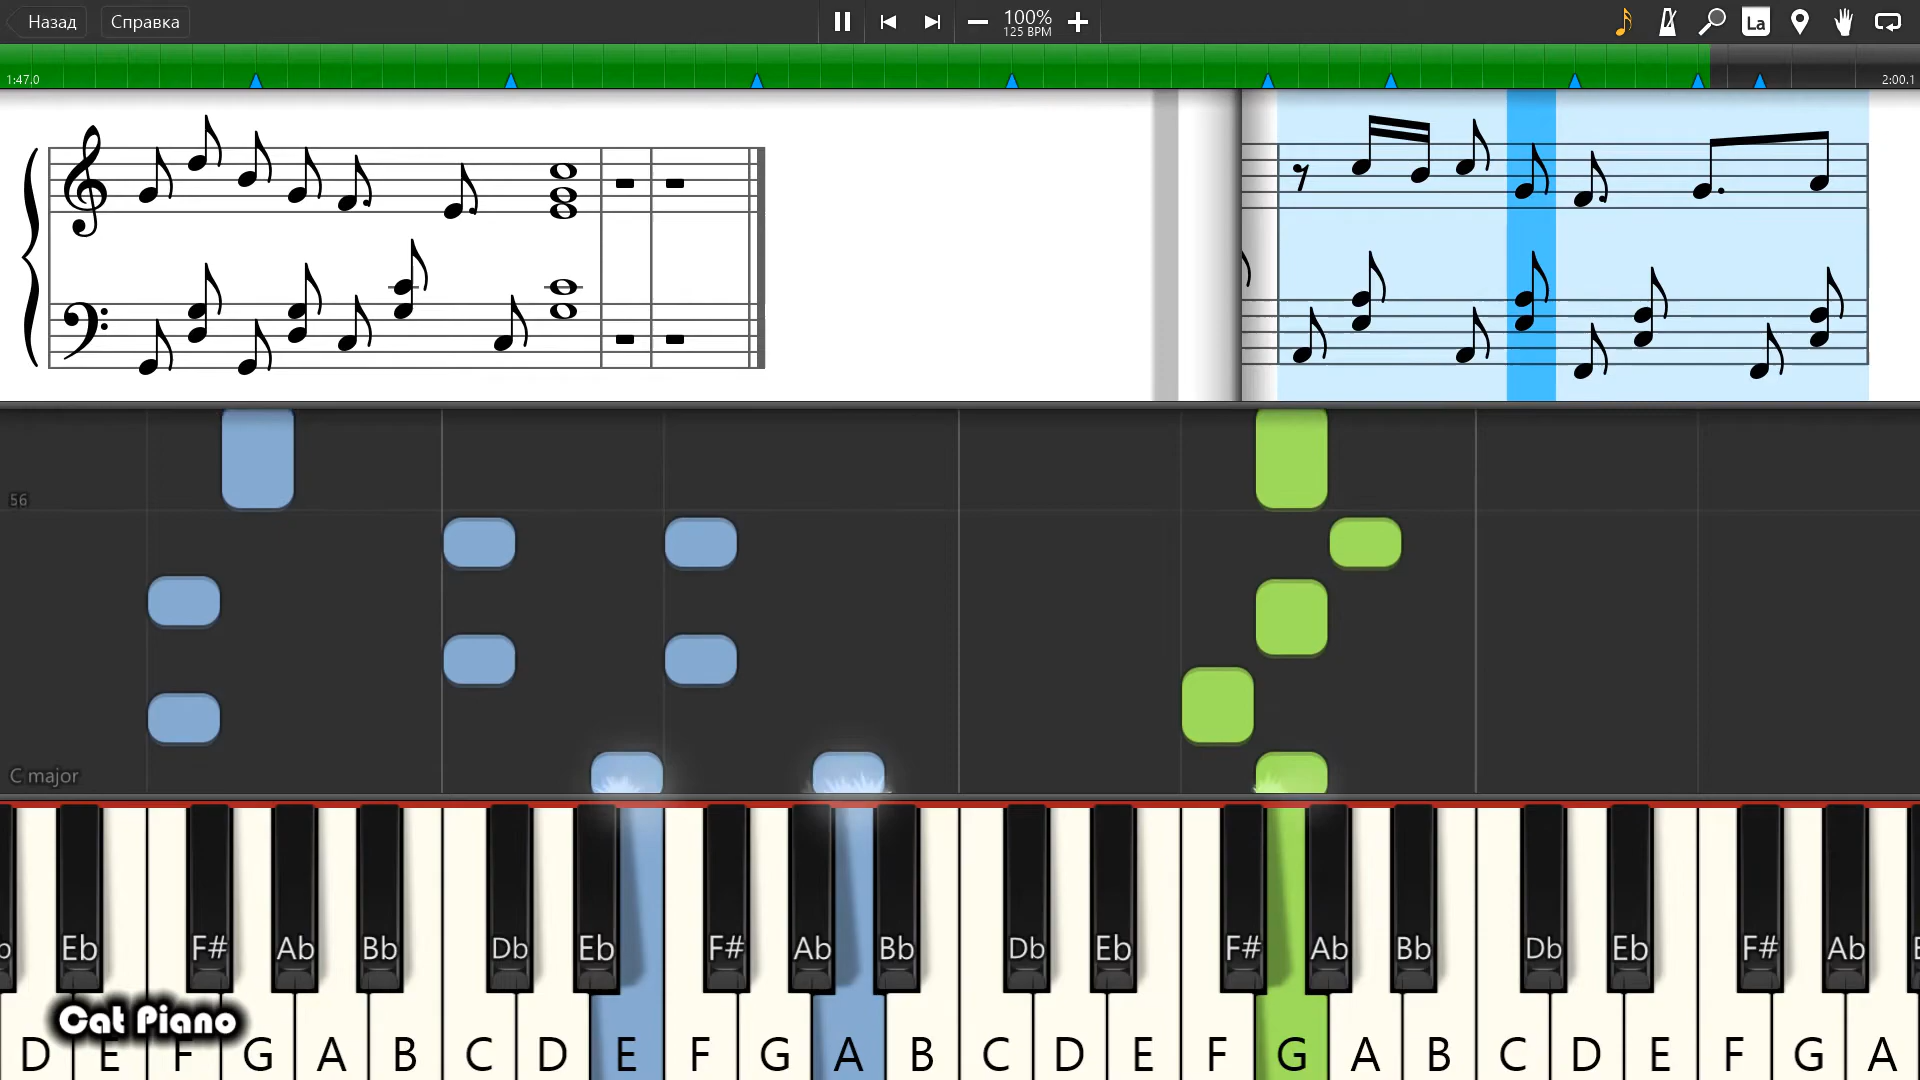 Назад Справка 100% La
125 BPM
1:47.0 2:00.1
56
C major
Eb F# Ab Bb Db Eb F# Ab Bb Db Eb F# Ab Bb Db Eb F# Ab
Cat Piano
D E F G A B C D E F G A B C D E F G A B C D E F G A